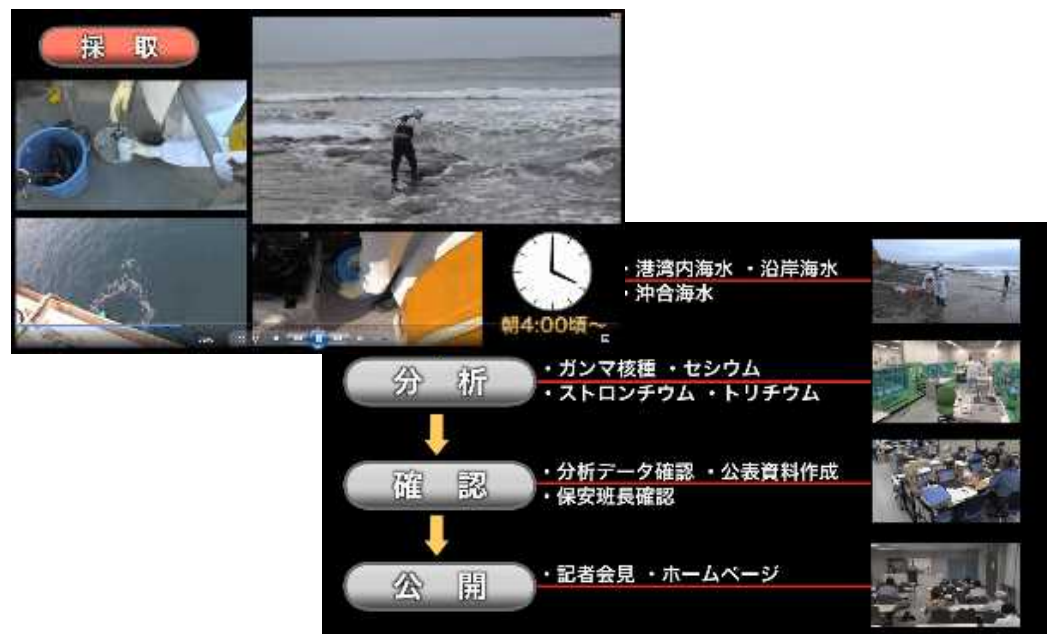 採 取
朝4:00頃～
・港湾内海水 ・沿岸海水
・沖合海水
分 析
・ガンマ核種 ・セシウム
・ストロンチウム ・トリチウム
確 認
・分析データ確認 ・公表資料作成
・保安班長確認
公 開
・記者会見 ・ホームページ